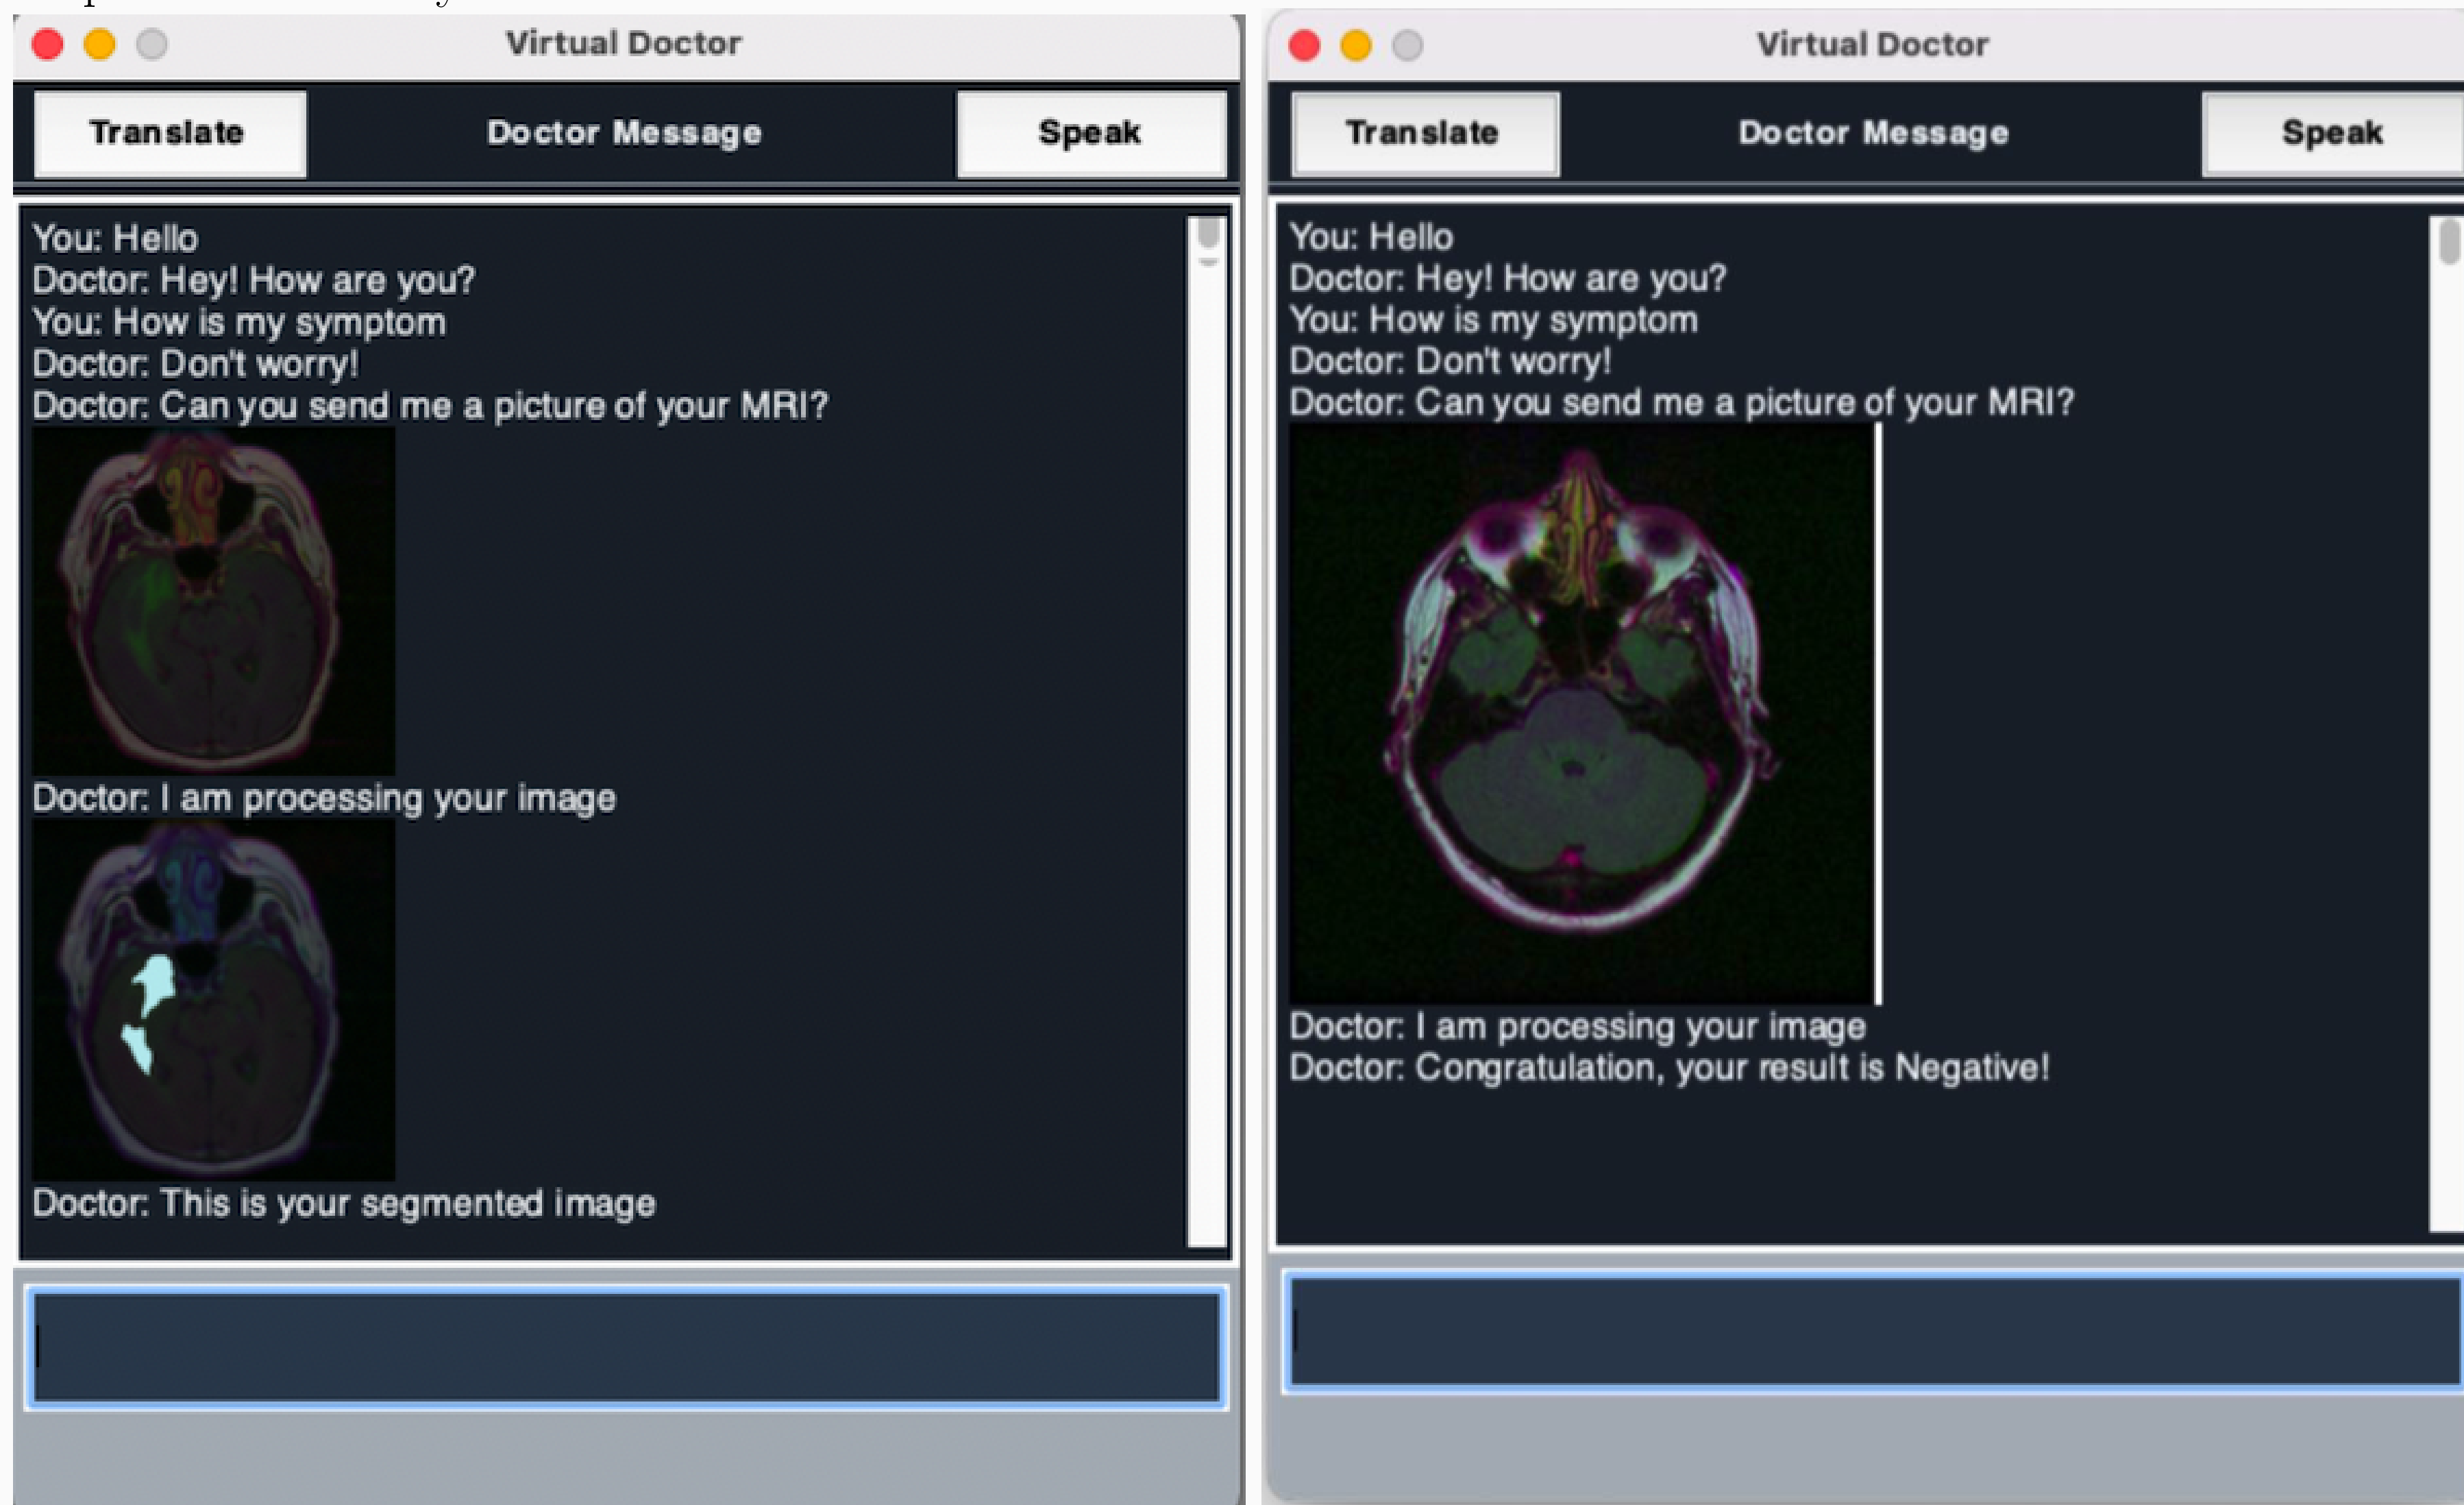 Virtual Doctor
Translate
Doctor Message
Speak
You: Hello
Doctor: Hey! How are you?
You: How is my symptom
Doctor: Don't worry!
Doctor: Can you send me a picture of your MRI?
Doctor: I am processing your image
Doctor: This is your segmented image
Virtual Doctor
Translate
Doctor Message
Speak
You: Hello
Doctor: Hey! How are you?
You: How is my symptom
Doctor: Don't worry!
Doctor: Can you send me a picture of your MRI?
Doctor: I am processing your image
Doctor: Congratulation, your result is Negative!